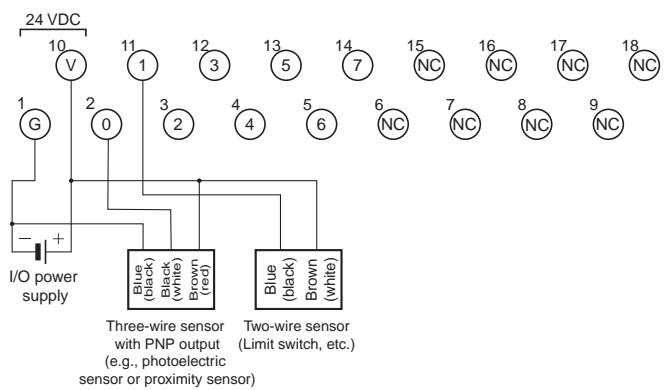 24 VDC
10 11 12 13 14 15 16 17 18
V 1 3 5 7 NC NC NC NC
1 2 3 4 5 6 7 8 9
G 0 2 4 6 NC NC NC NC
− +
I/O power
supply
Blue
(black)
Black
(white)
Brown
(red)
Blue
(black)
Brown
(white)
Three-wire sensor
with PNP output
(e.g., photoelectric
sensor or proximity sensor)
Two-wire sensor
(Limit switch, etc.)